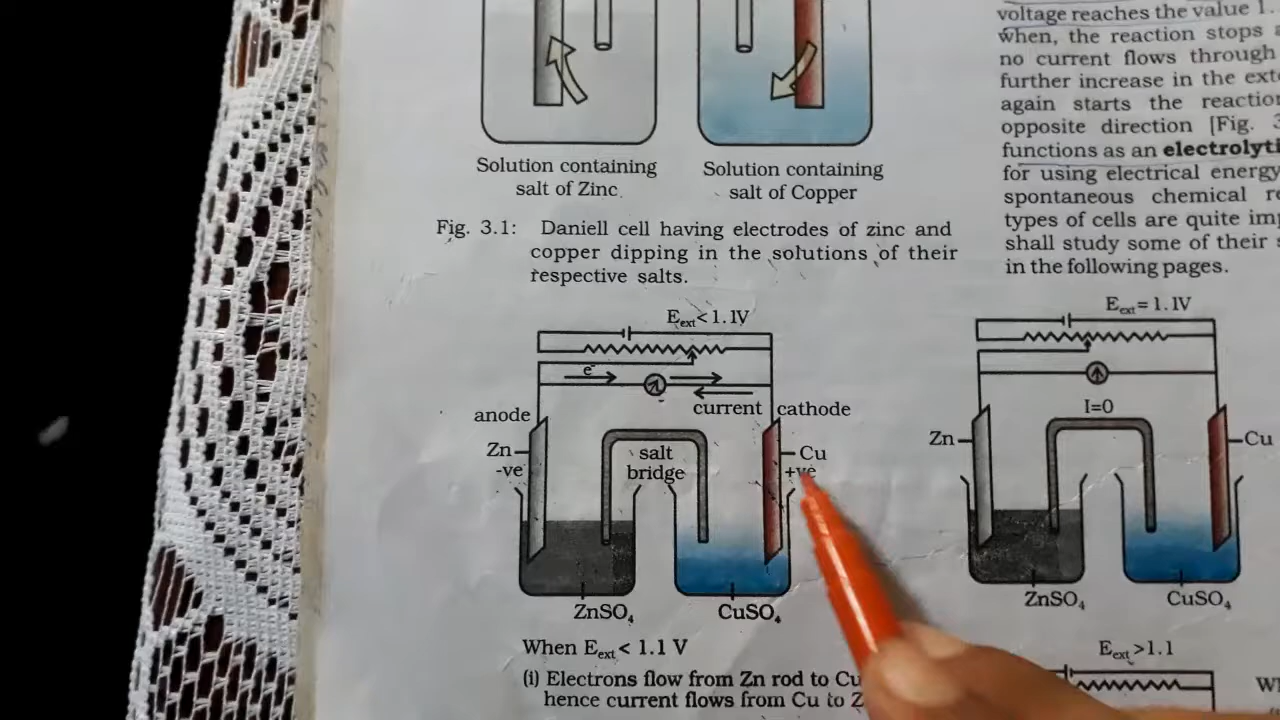 Solution containing
salt of Zinc
Solution containing
salt of Copper
Fig. 3.1: Daniell cell having electrodes of zinc and
copper dipping in the solutions of their
respective salts.
voltage reaches the value 1.
when, the reaction stops
no current flows through
further increase in the
again starts the
opposite direction [Fig.
functions as an
for using electrical energy
spontaneous chemical
types of cells are quite
shall study some of their
in the following pages.
Eext< 1.1V
e-
current
anode
cathode
Zn
-ve
salt
bridge
Cu
+ve
ZnSO4
CuSO4
When Eext < 1.1 V
(i) Electrons flow from Zn rod to Cu
hence current flows from Cu to
Eext = 1.1V
I=0
Zn
Cu
ZnSO4
CuSO4
Eext >1.1